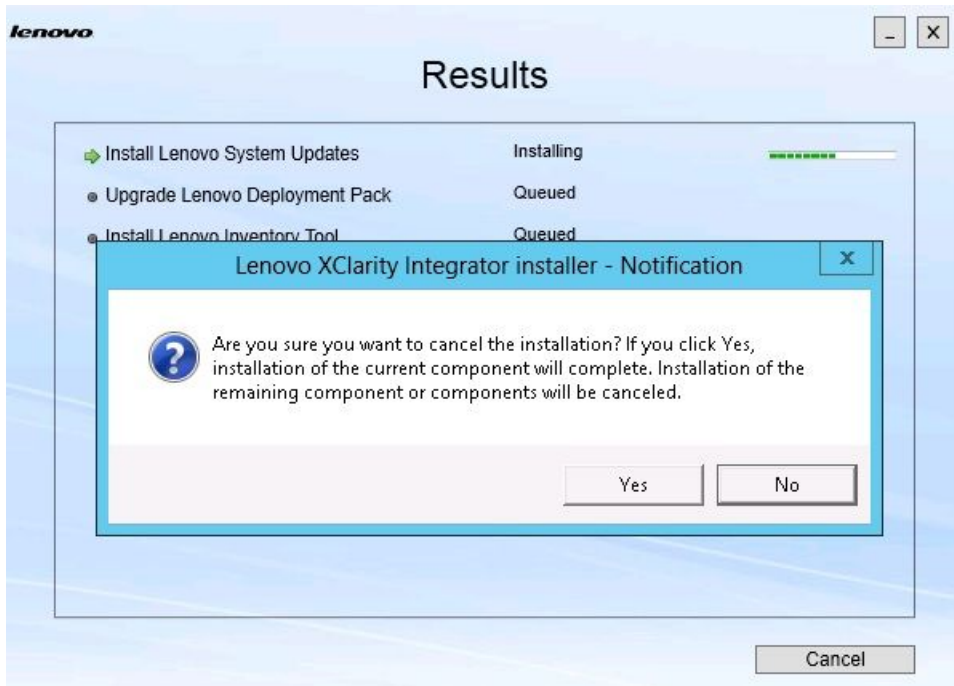 lenovo
Results
Install Lenovo System Updates Installing
Upgrade Lenovo Deployment Pack Queued
Install Lenovo Inventory Tool Queued
Lenovo XClarity Integrator installer - Notification
Are you sure you want to cancel the installation? If you click Yes,
installation of the current component will complete. Installation of the
remaining component or components will be canceled.
Yes No
Cancel